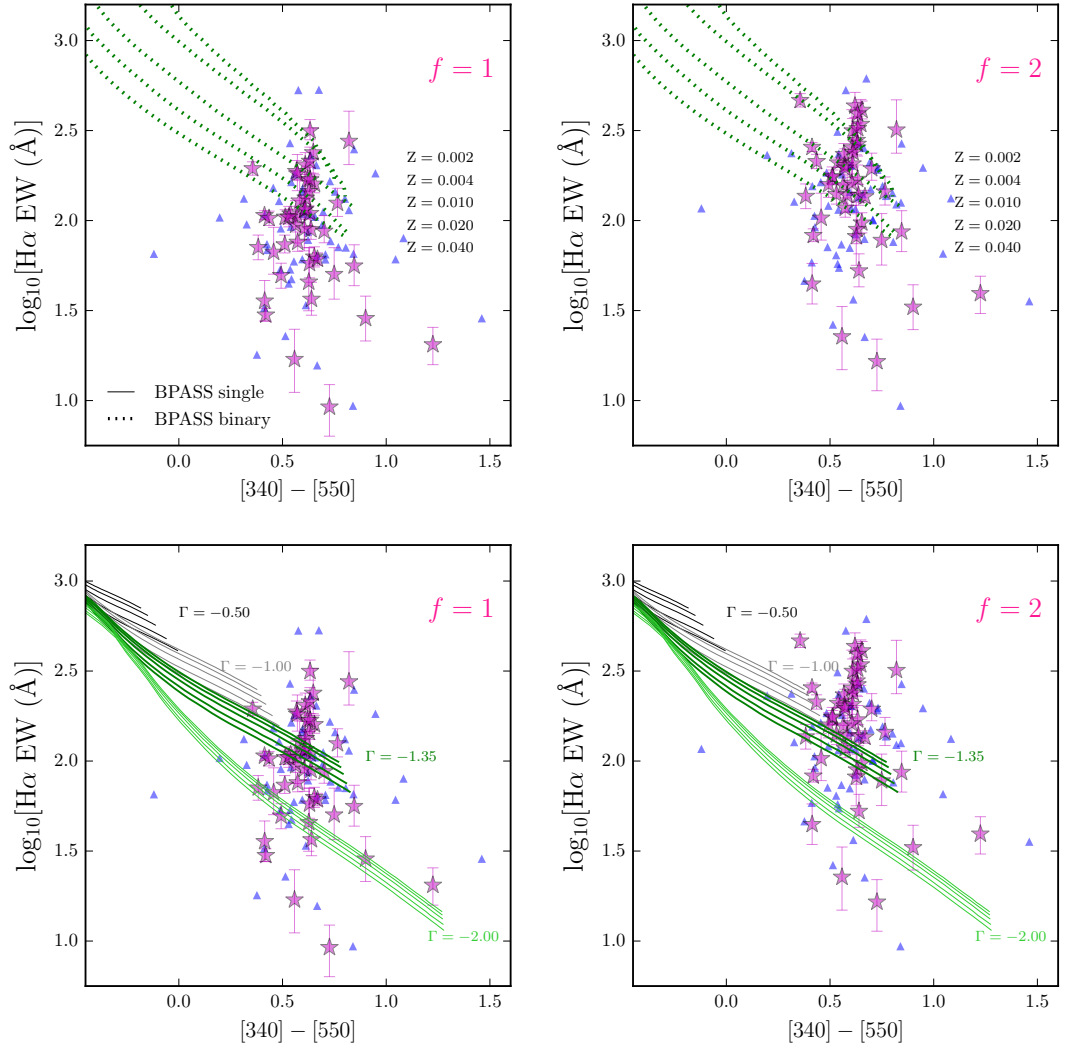 3.0
2.5
2.0
1.5
1.0
log₁₀[Hα EW (Å)]
f = 1
Z = 0.002
Z = 0.004
Z = 0.010
Z = 0.020
Z = 0.040
BPASS single
BPASS binary
0.0 0.5 1.0 1.5
[340] − [550]
3.0
2.5
2.0
1.5
1.0
log₁₀[Hα EW (Å)]
f = 2
Z = 0.002
Z = 0.004
Z = 0.010
Z = 0.020
Z = 0.040
0.0 0.5 1.0 1.5
[340] − [550]
3.0
2.5
2.0
1.5
1.0
log₁₀[Hα EW (Å)]
f = 1
Γ = −0.50
Γ = −1.00
Γ = −1.35
Γ = −2.00
0.0 0.5 1.0 1.5
[340] − [550]
3.0
2.5
2.0
1.5
1.0
log₁₀[Hα EW (Å)]
f = 2
Γ = −0.50
Γ = −1.00
Γ = −1.35
Γ = −2.00
0.0 0.5 1.0 1.5
[340] − [550]